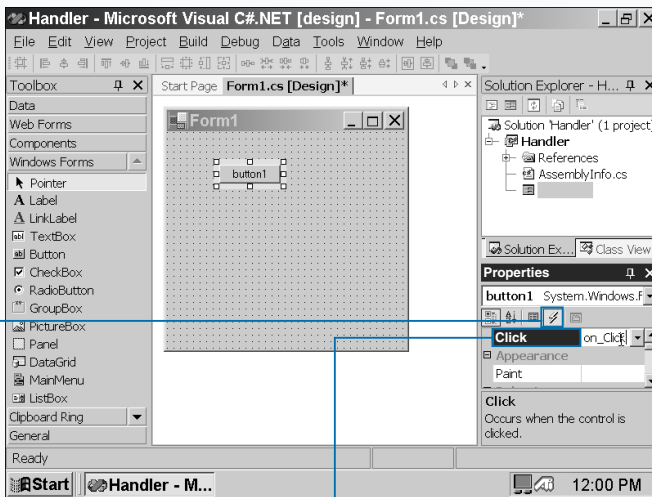 Handler - Microsoft Visual C#.NET [design] - Form1.cs [Design]*
File Edit View Project Build Debug Data Tools Window Help
Toolbox
Data
Web Forms
Components
Windows Forms
Pointer
A Label
A LinkLabel
abl TextBox
ab Button
CheckBox
RadioButton
GroupBox
PictureBox
Panel
DataGrid
MainMenu
ListBox
Clipboard Ring
General
Start Page Form1.cs [Design]*
Form1
button1
Solution Explorer - H...
Solution 'Handler' (1 project)
Handler
References
AssemblyInfo.cs
Solution Ex... Class View
Properties
button1 System.Windows.F
Click on_Click
Appearance
Paint
Click
Occurs when the control is
clicked.
Ready
Start Handler - M... 12:00 PM